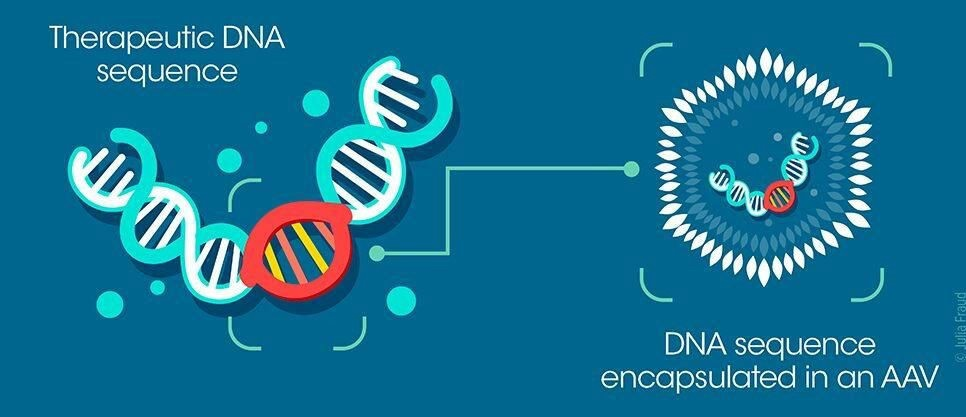 Therapeutic DNA
sequence
DNA sequence
encapsulated in an AAV
© Julia Fraud